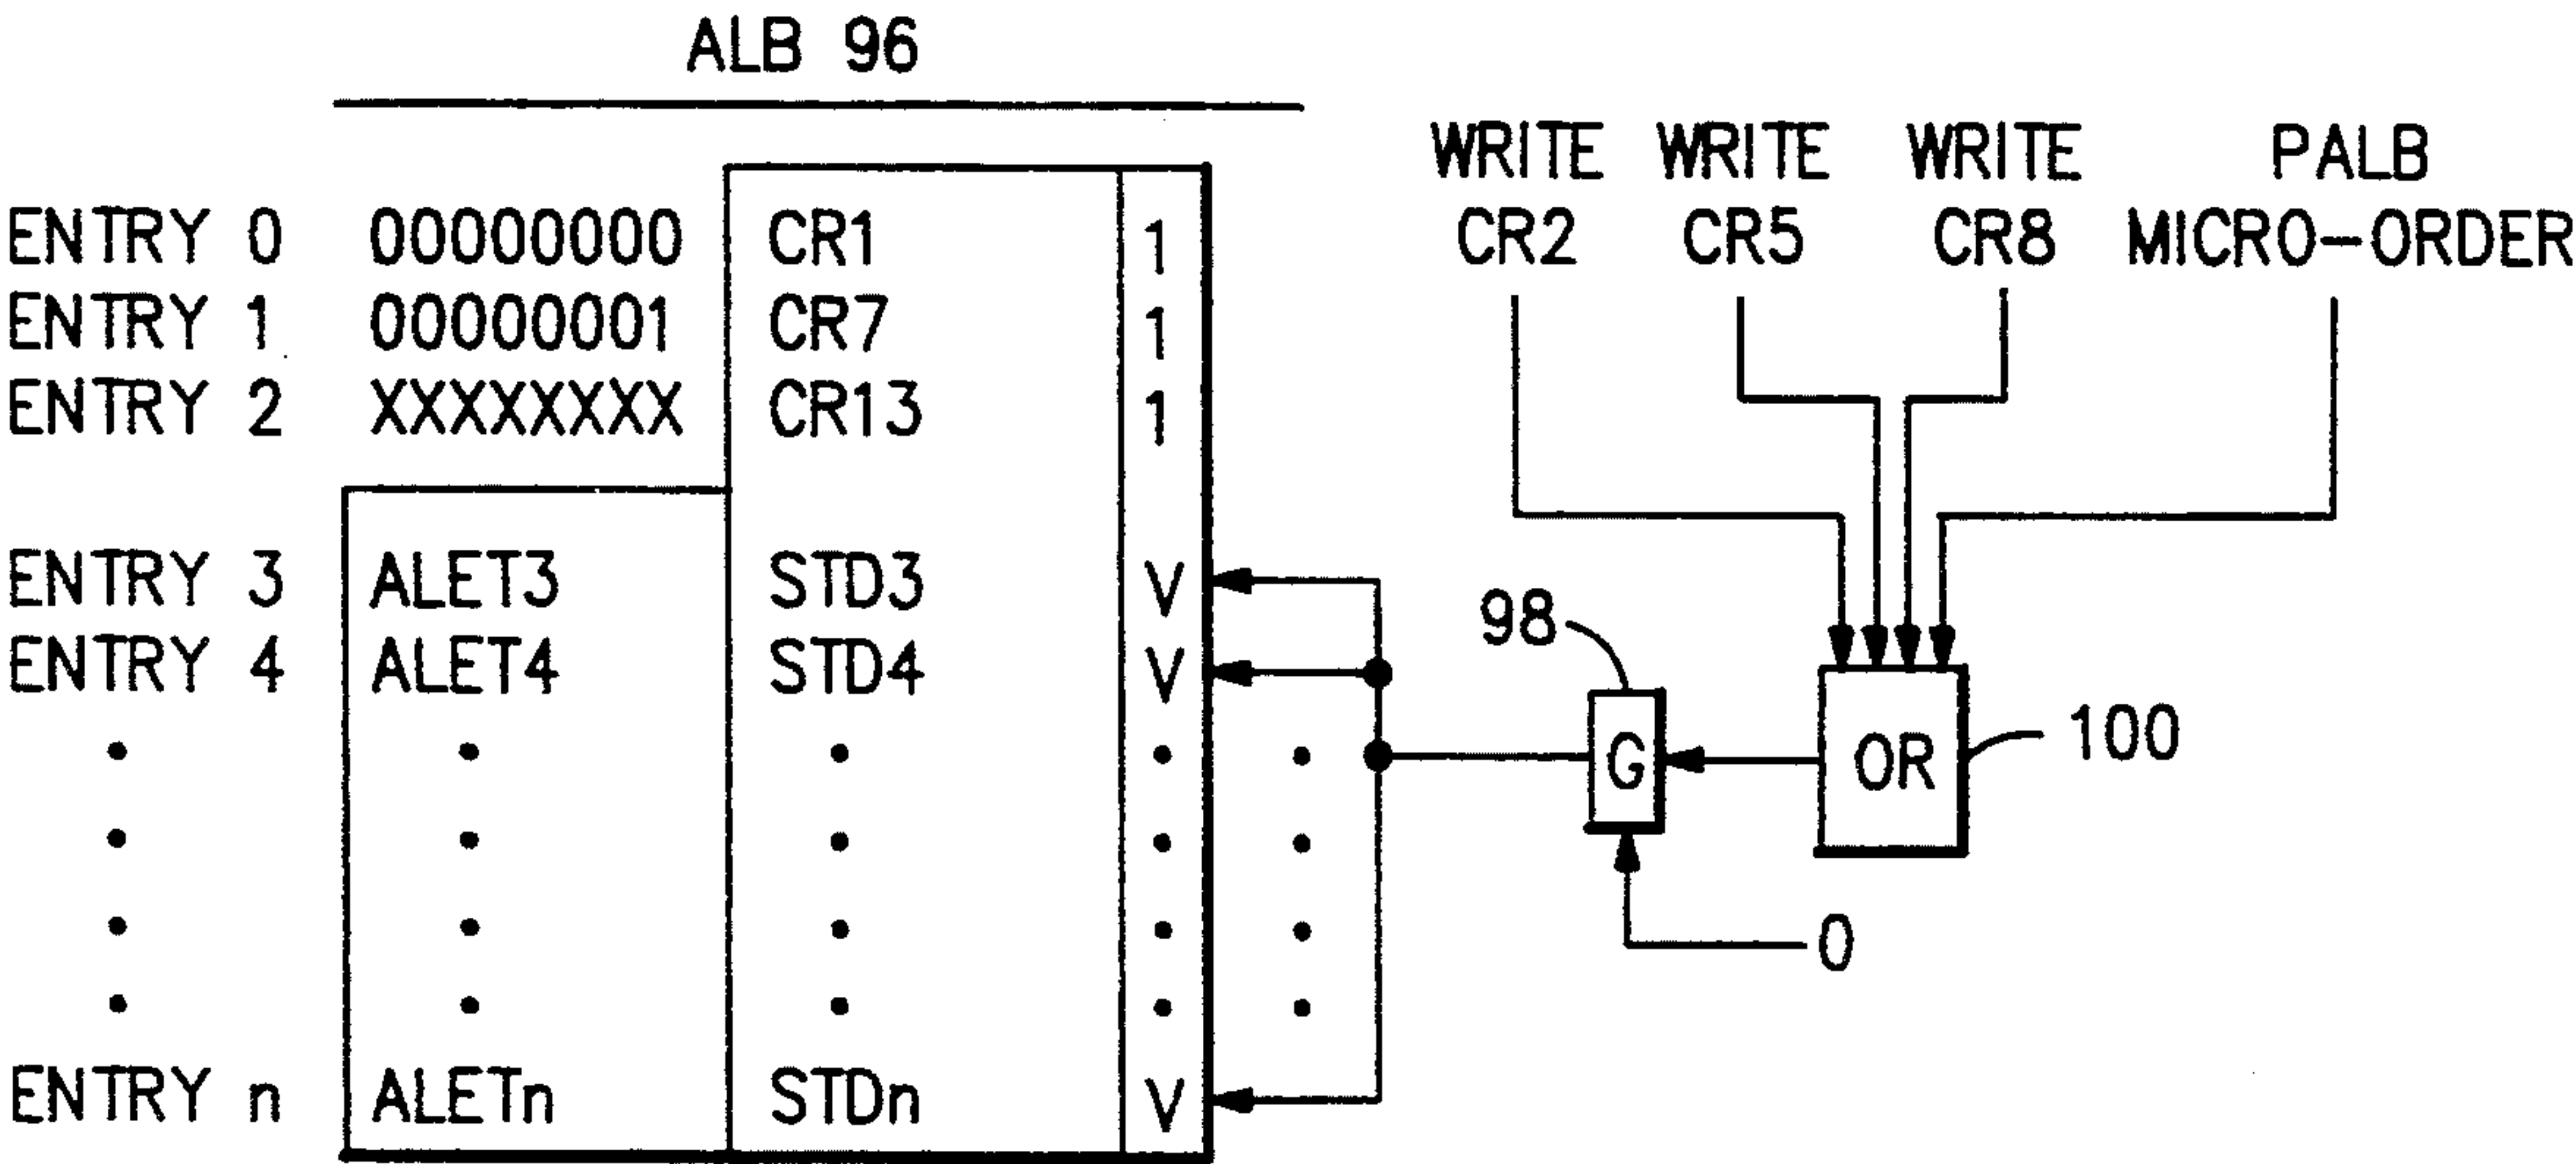 ALB 96
WRITE WRITE WRITE PALB
CR2 CR5 CR8 MICRO-ORDER
ENTRY 0 00000000 CR1 1
ENTRY 1 00000001 CR7 1
ENTRY 2 XXXXXXXX CR13 1
ENTRY 3 ALET3 STD3 V
98
ENTRY 4 ALET4 STD4 V
G OR 100
0
ENTRY n ALETn STDn V